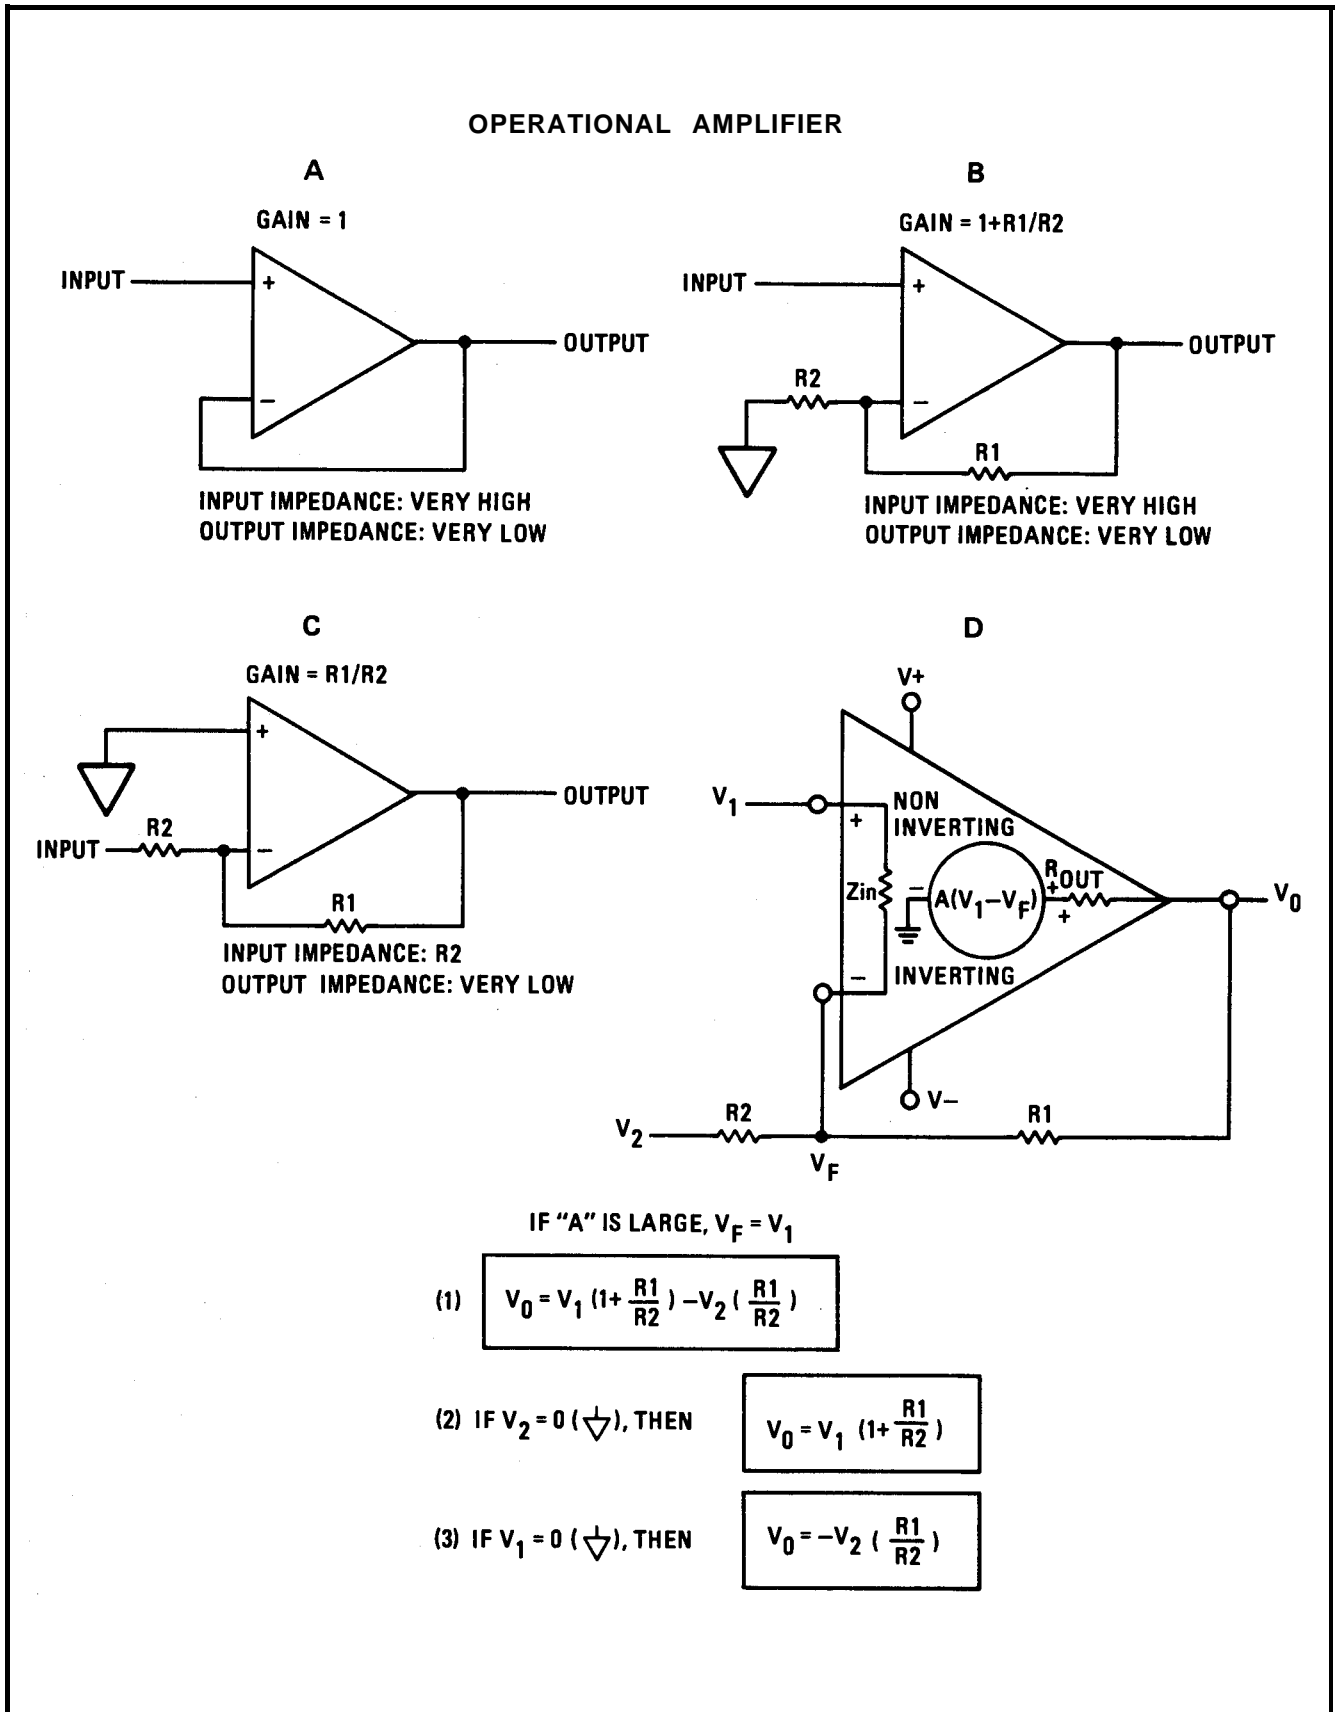 OPERATIONAL AMPLIFIER
A
GAIN = 1
INPUT
+
−
OUTPUT
INPUT IMPEDANCE: VERY HIGH
OUTPUT IMPEDANCE: VERY LOW
B
GAIN = 1+R1/R2
INPUT
+
−
OUTPUT
R2
R1
INPUT IMPEDANCE: VERY HIGH
OUTPUT IMPEDANCE: VERY LOW
C
GAIN = R1/R2
+
−
OUTPUT
R2
INPUT
R1
INPUT IMPEDANCE: R2
OUTPUT IMPEDANCE: VERY LOW
D
V+
V1
+
NON
INVERTING
Zin
−
A(V1−VF)
+
ROUT
+
V0
−
INVERTING
V−
V2
R2
R1
VF
IF "A" IS LARGE, VF = V1
(1) V0 = V1 (1+ R1/R2 ) −V2 ( R1/R2 )
(2) IF V2 = 0 ( ), THEN V0 = V1 (1+ R1/R2 )
(3) IF V1 = 0 ( ), THEN V0 = −V2 ( R1/R2 )